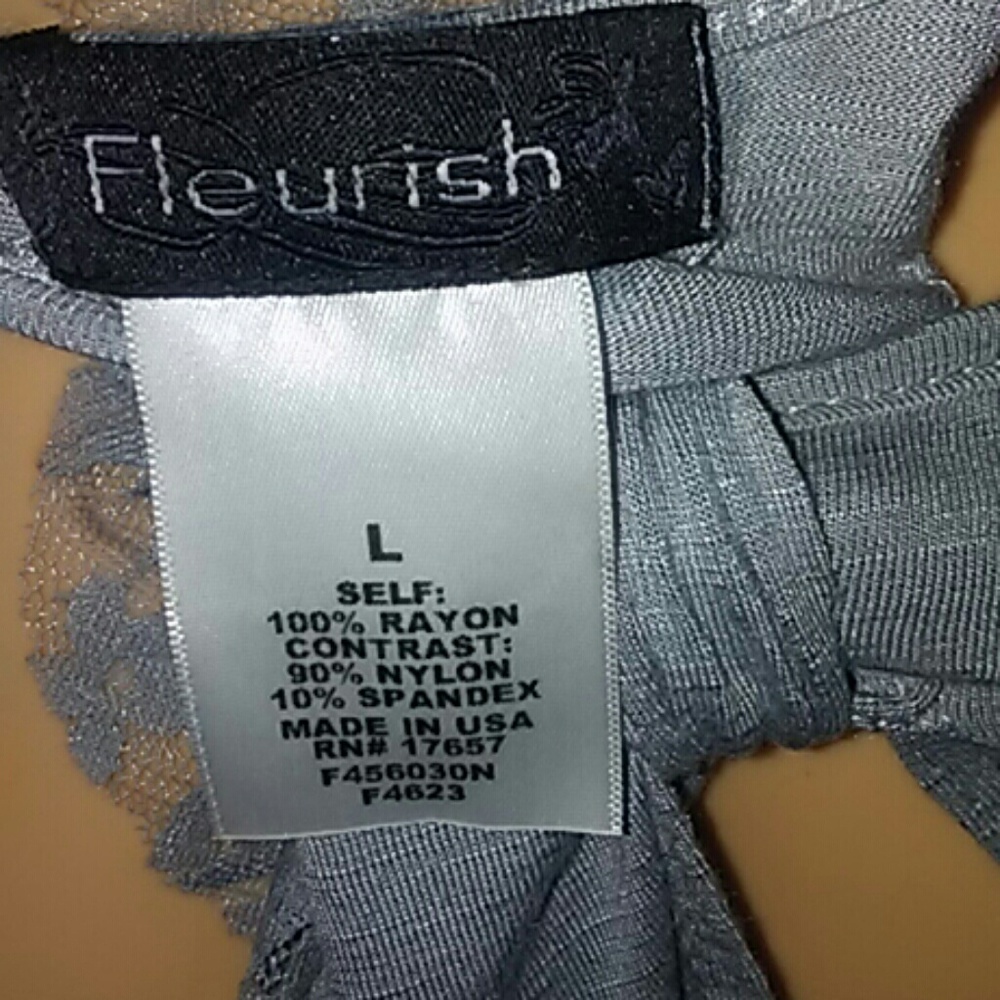 Fleurish
L
SELF:
100% RAYON
CONTRAST:
90% NYLON
10% SPANDEX
MADE IN USA
RN# 17657
F456030N
F4623